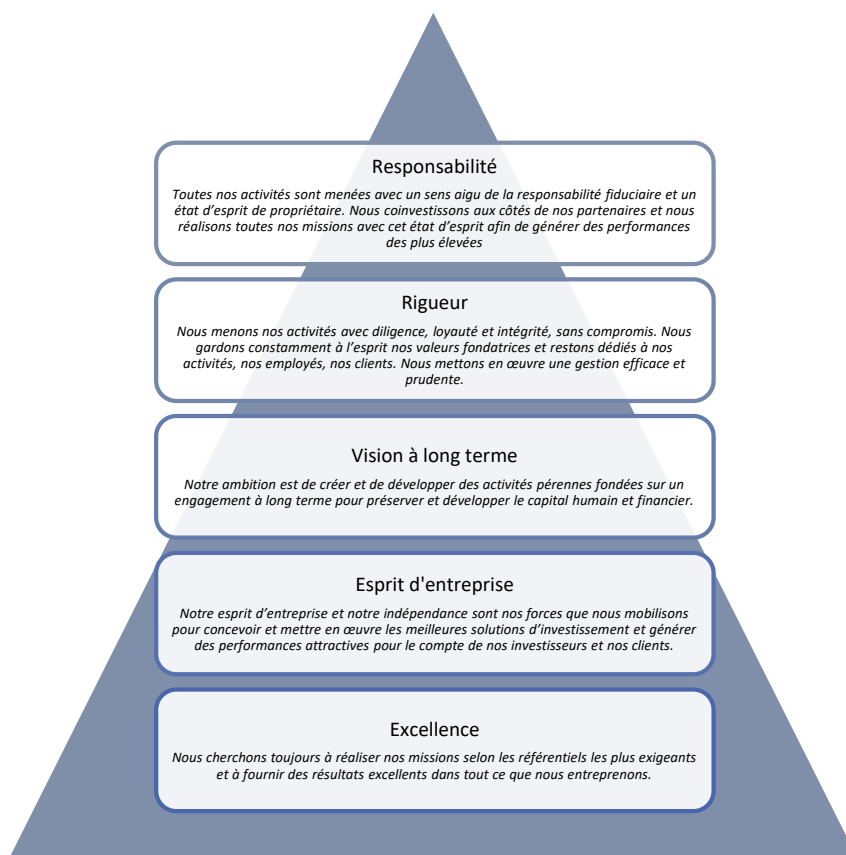 Responsabilité
Toutes nos activités sont menées avec un sens aigu de la responsabilité fiduciaire et un
état d’esprit de propriétaire. Nous coinvestissons aux côtés de nos partenaires et nous
réalisons toutes nos missions avec cet état d’esprit afin de générer des performances
des plus élevées
Rigueur
Nous menons nos activités avec diligence, loyauté et intégrité, sans compromis. Nous
gardons constamment à l’esprit nos valeurs fondatrices et restons dédiés à nos
activités, nos employés, nos clients. Nous mettons en œuvre une gestion efficace et
prudente.
Vision à long terme
Notre ambition est de créer et de développer des activités pérennes fondées sur un
engagement à long terme pour préserver et développer le capital humain et financier.
Esprit d'entreprise
Notre esprit d’entreprise et notre indépendance sont nos forces que nous mobilisons
pour concevoir et mettre en œuvre les meilleures solutions d’investissement et générer
des performances attractives pour le compte de nos investisseurs et nos clients.
Excellence
Nous cherchons toujours à réaliser nos missions selon les référentiels les plus exigeants
et à fournir des résultats excellents dans tout ce que nous entreprenons.